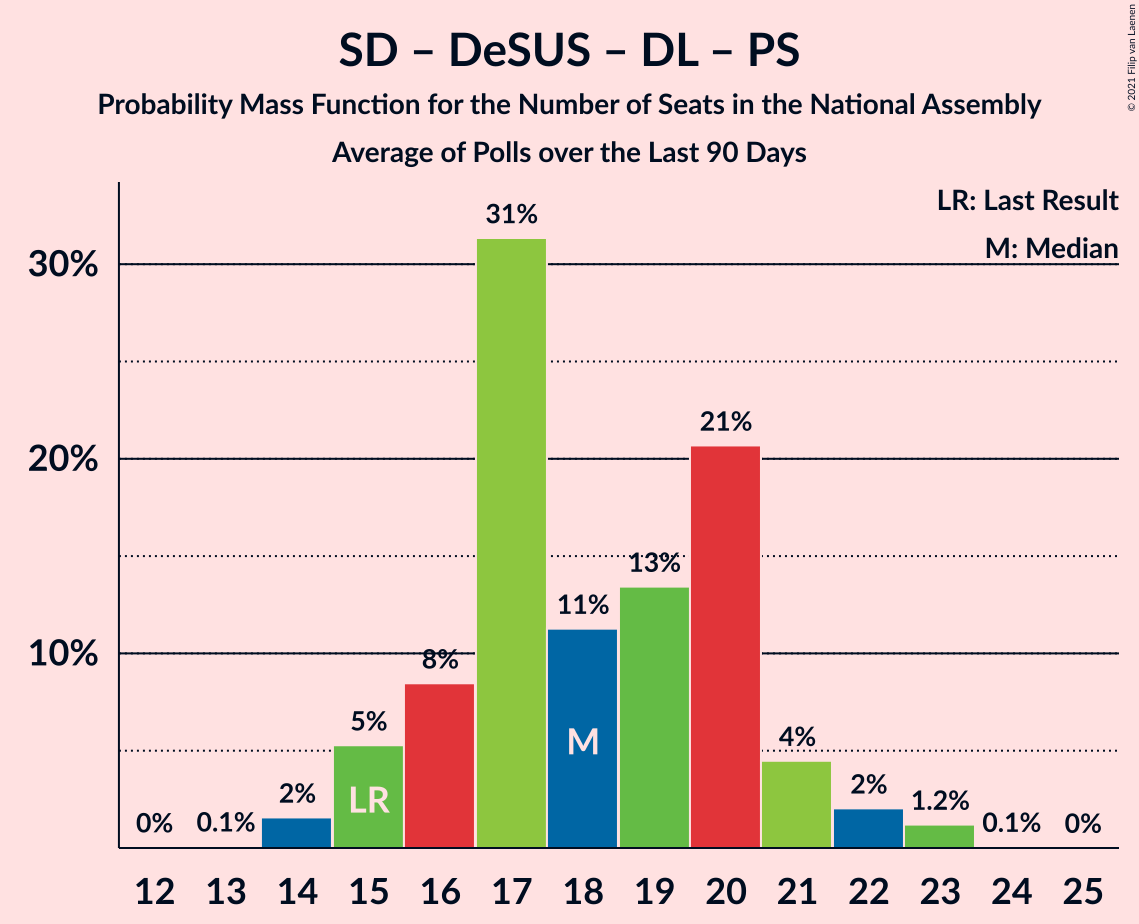 SD – DeSUS – DL – PS
Probability Mass Function for the Number of Seats in the National Assembly
Average of Polls over the Last 90 Days
© 2021 Filip van Laenen
LR: Last Result
M: Median
30%
20%
10%
0%
0.1%
2%
5%
8%
31%
11%
13%
21%
4%
2%
1.2%
0.1%
0%
LR
M
12 13 14 15 16 17 18 19 20 21 22 23 24 25